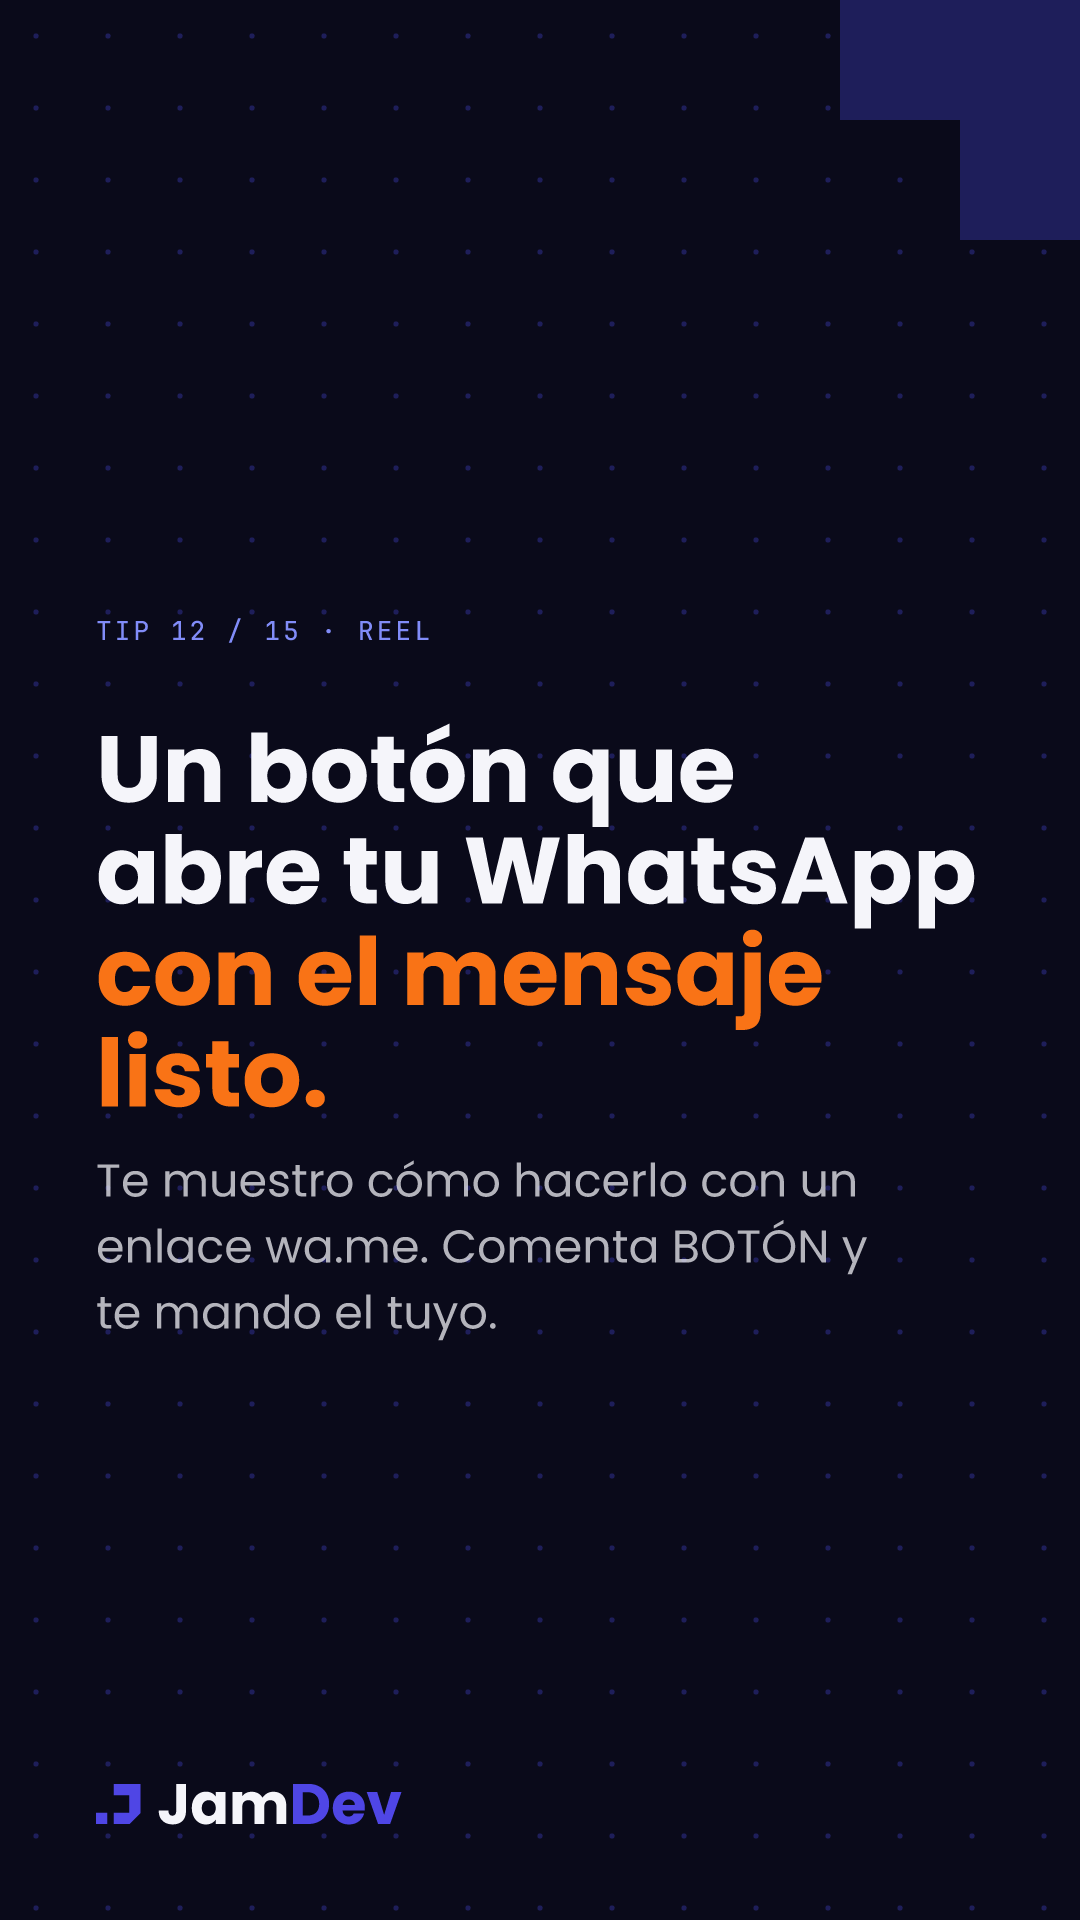 TIP 12 / 15 · REEL
Un botón que
abre tu WhatsApp
con el mensaje
listo.
Te muestro cómo hacerlo con un
enlace wa.me. Comenta BOTÓN y
te mando el tuyo.
JamDev